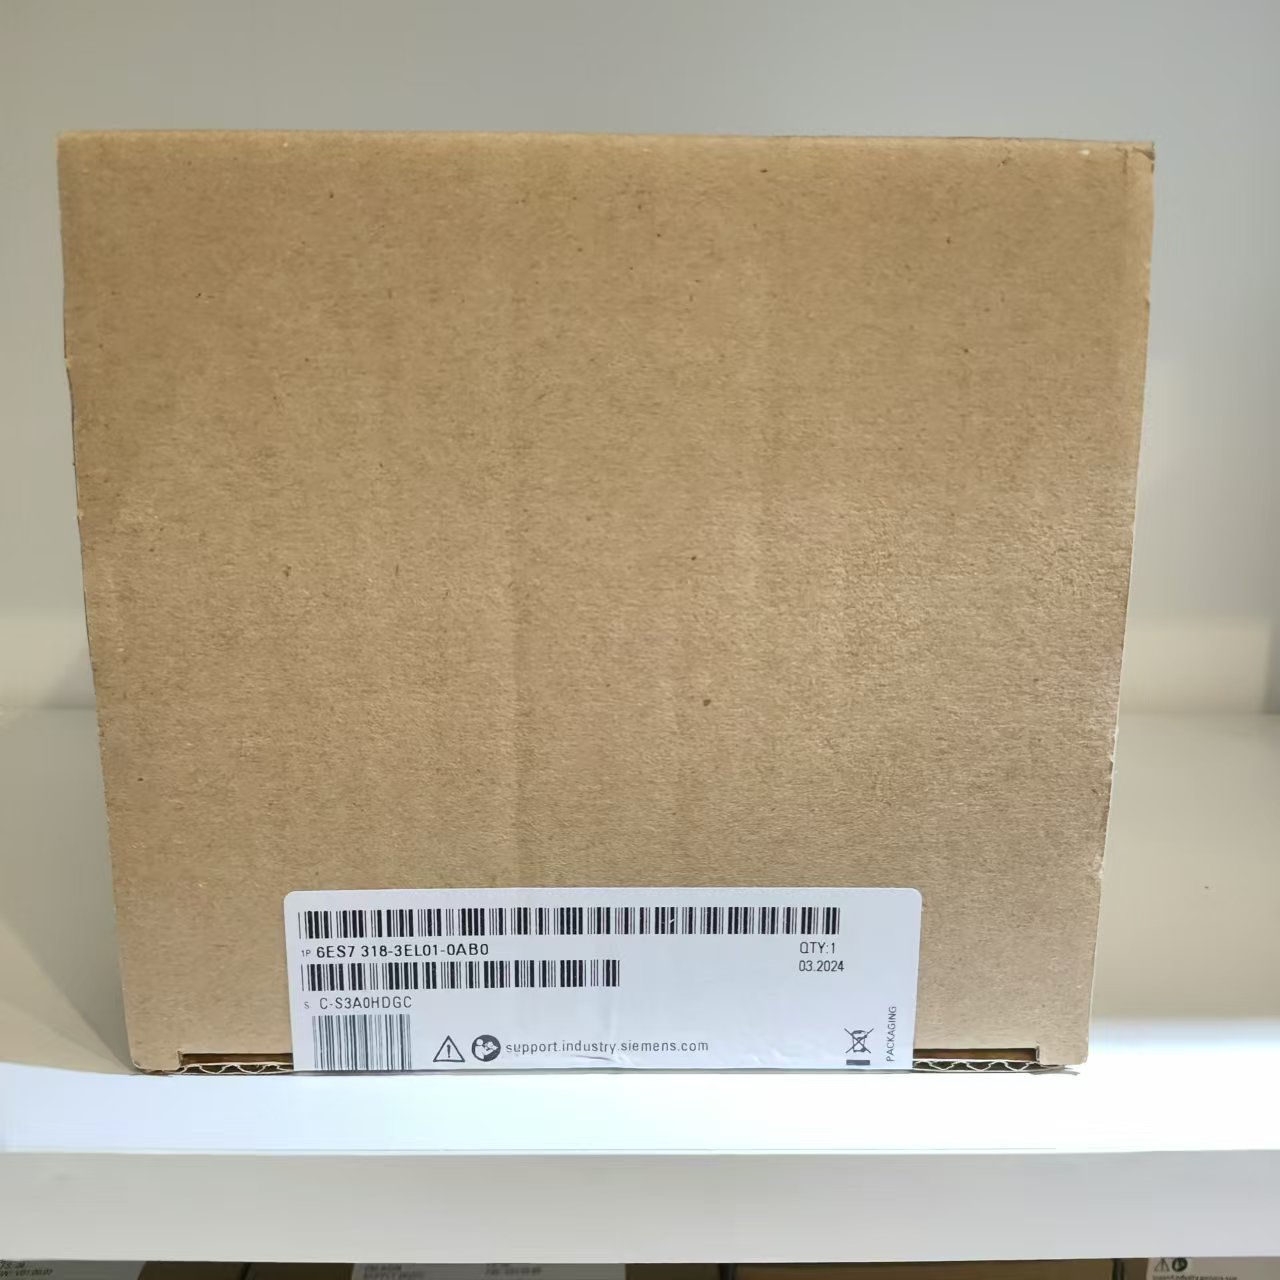 1P 6ES7 318-3EL01-0AB0
QTY:1
03.2024
S C-S3A0HDGC
support.industry.siemens.com
PACKAGING